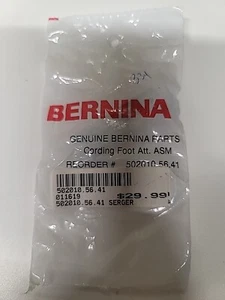 BERNINA
GENUINE BERNINA PARTS
Cording Foot Att. ASM
REORDER # 502010.56.41
502010.56.41
011619 $29.99
502010.56.41 SERGER